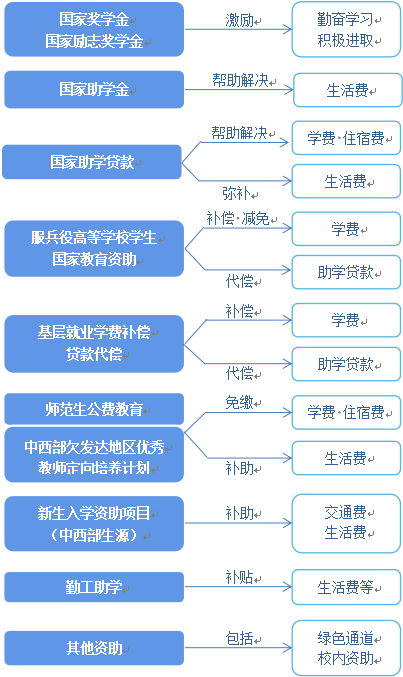 国家奖学金
国家励志奖学金
激励
勤奋学习
积极进取
国家助学金
帮助解决
生活费
国家助学贷款
帮助解决
学费·住宿费
弥补
生活费
服兵役高等学校学生
国家教育资助
补偿·减免
学费
代偿
助学贷款
基层就业学费补偿
贷款代偿
补偿
学费
代偿
助学贷款
师范生公费教育
中西部欠发达地区优秀
教师定向培养计划
免缴
学费·住宿费
补助
生活费
新生入学资助项目
（中西部生源）
补助
交通费
生活费
勤工助学
补贴
生活费等
其他资助
包括
绿色通道
校内资助